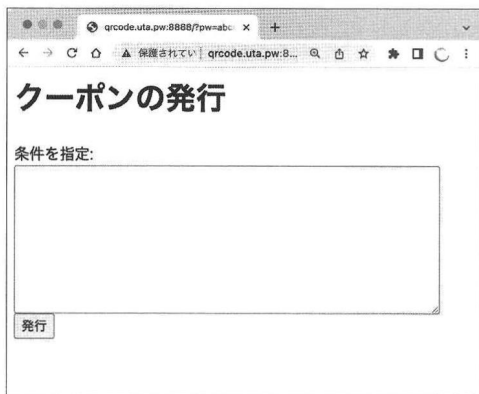 qrcode.uta.pw:8888/?pw=abc
保護されてい qrcode.uta.pw:8...
クーポンの発行
条件を指定:
発行